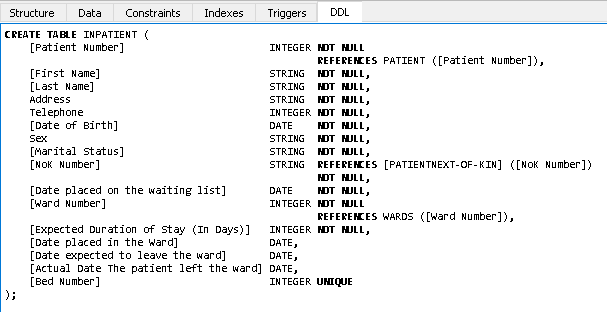 Structure Data Constraints Indexes Triggers DDL
CREATE TABLE INPATIENT (
    [Patient Number]                       INTEGER NOT NULL
                                                   REFERENCES PATIENT ([Patient Number]),
    [First Name]                           STRING  NOT NULL,
    [Last Name]                            STRING  NOT NULL,
    Address                                STRING  NOT NULL,
    Telephone                              INTEGER NOT NULL,
    [Date of Birth]                        DATE    NOT NULL,
    Sex                                    STRING  NOT NULL,
    [Marital Status]                       STRING  NOT NULL,
    [NoK Number]                           STRING  REFERENCES [PATIENTNEXT-OF-KIN] ([NoK Number])
                                                   NOT NULL,
    [Date placed on the waiting list]      DATE    NOT NULL,
    [Ward Number]                          INTEGER NOT NULL
                                                   REFERENCES WARDS ([Ward Number]),
    [Expected Duration of Stay (In Days)]  INTEGER NOT NULL,
    [Date placed in the Ward]              DATE,
    [Date expected to leave the ward]      DATE,
    [Actual Date The patient left the ward] DATE,
    [Bed Number]                           INTEGER UNIQUE
);